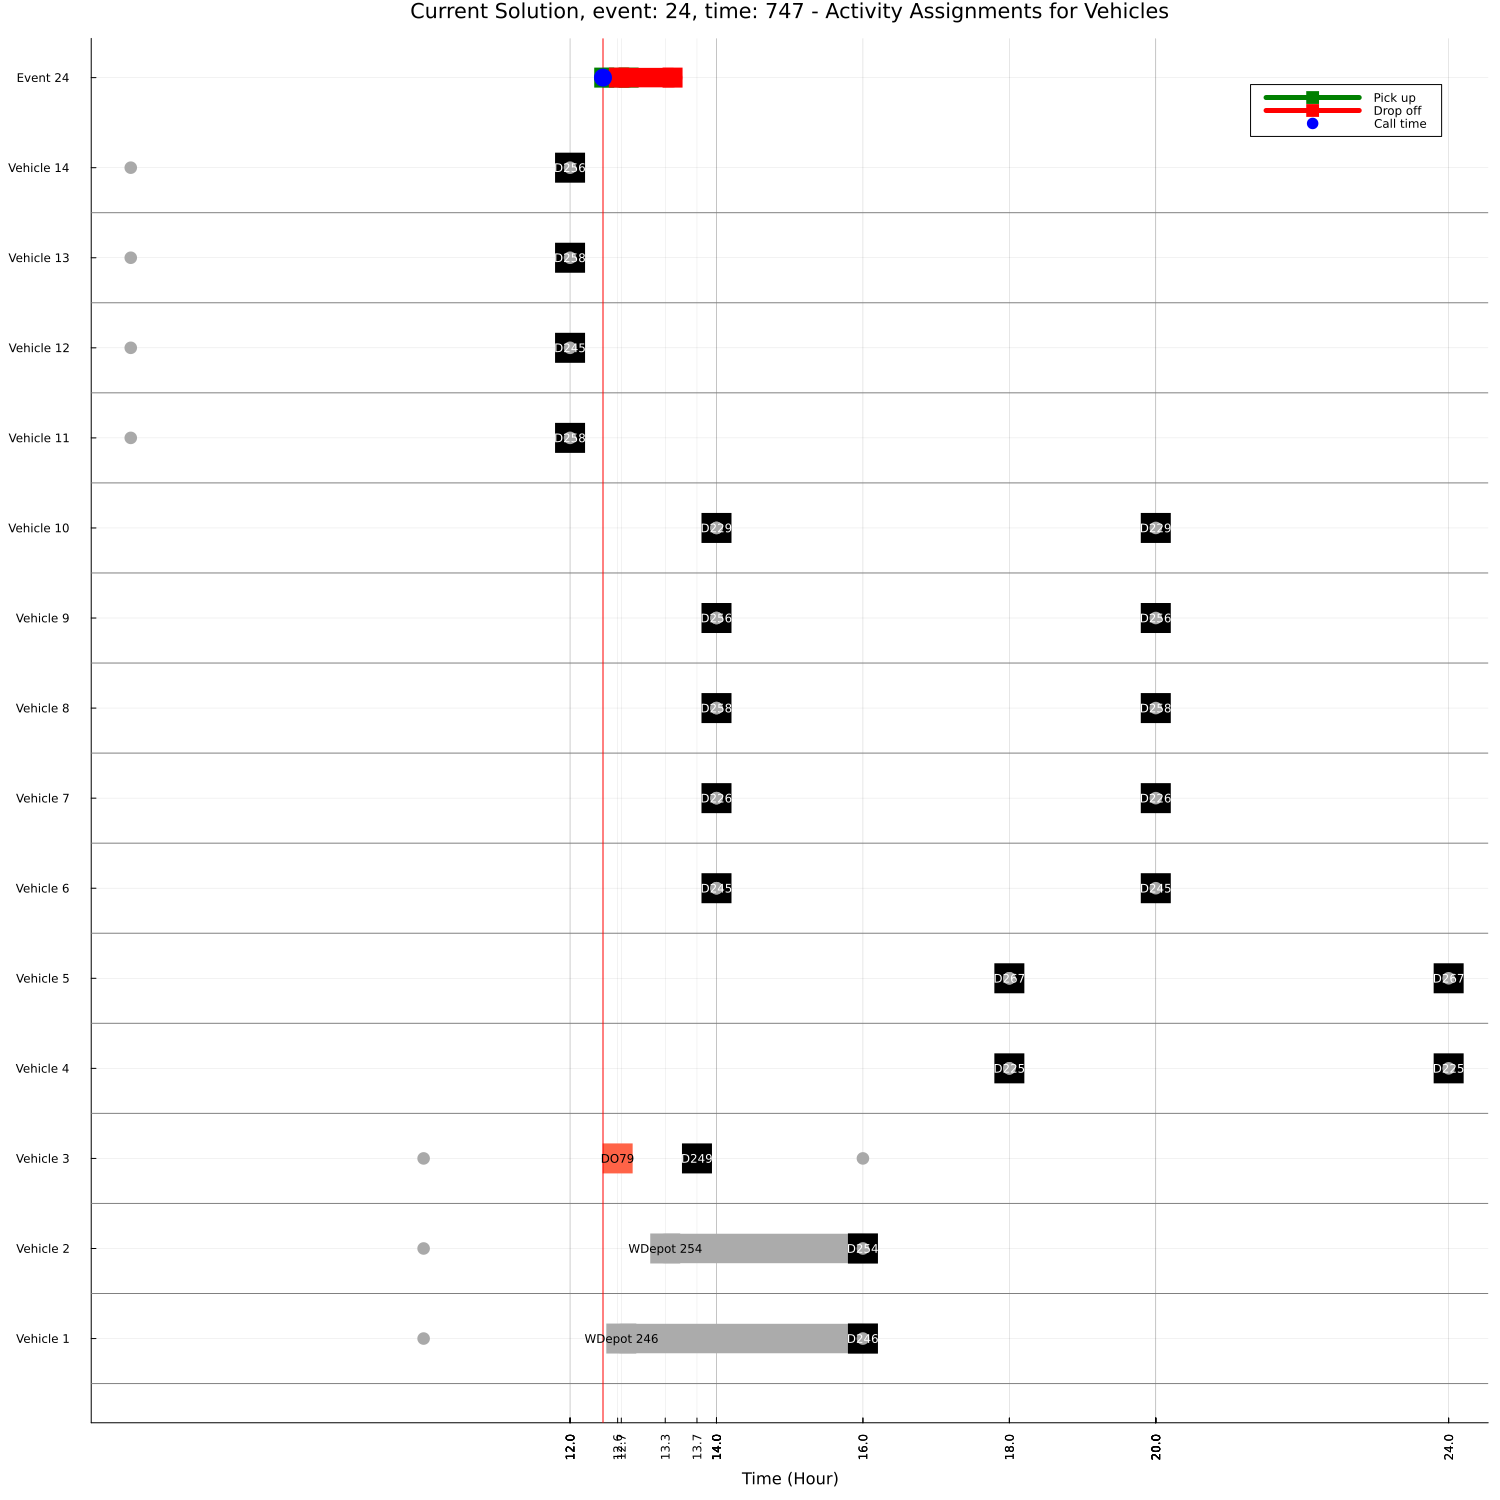 Current Solution, event: 24, time: 747 - Activity Assignments for Vehicles
Event 24
Pick up
Drop off
Call time
Vehicle 14
D256
Vehicle 13
D258
Vehicle 12
D245
Vehicle 11
D258
Vehicle 10
D229
D229
Vehicle 9
D256
D256
Vehicle 8
D258
D258
Vehicle 7
D226
D226
Vehicle 6
D245
D245
Vehicle 5
D267
D267
Vehicle 4
D225
D225
Vehicle 3
DO79
D249
Vehicle 2
WDepot 254
D254
Vehicle 1
WDepot 246
D246
12.0
12.6
12.7
13.3
13.7
14.0
16.0
18.0
20.0
24.0
Time (Hour)